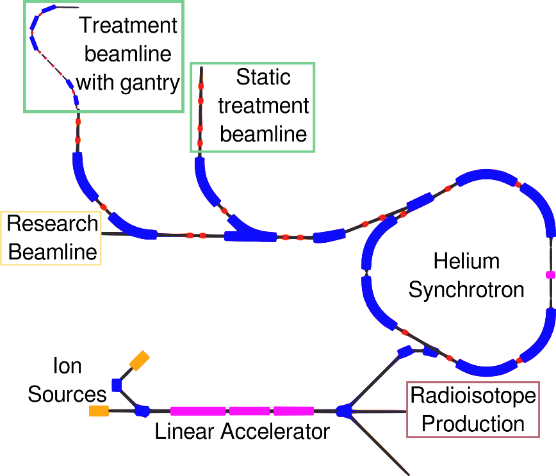 Treatment
beamline
with gantry
Static
treatment
beamline
Research
Beamline
Helium
Synchrotron
Ion
Sources
Linear Accelerator
Radioisotope
Production